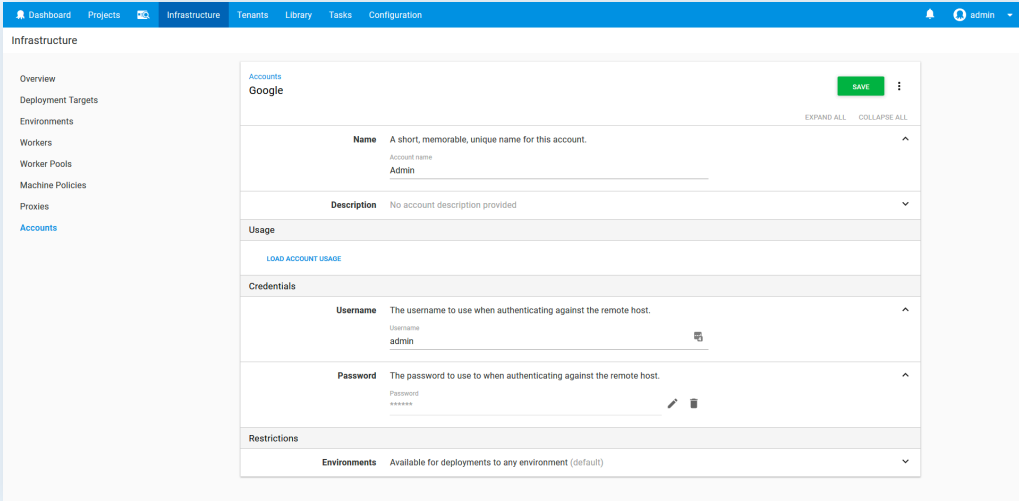 Dashboard Projects Infrastructure Tenants Library Tasks Configuration admin
Infrastructure
Overview
Deployment Targets
Environments
Workers
Worker Pools
Machine Policies
Proxies
Accounts
Accounts
Google
SAVE
EXPAND ALL COLLAPSE ALL
Name A short, memorable, unique name for this account.
Account name
Admin
Description No account description provided
Usage
LOAD ACCOUNT USAGE
Credentials
Username The username to use when authenticating against the remote host.
Username
admin
Password The password to use to when authenticating against the remote host.
Password
******
Restrictions
Environments Available for deployments to any environment (default)